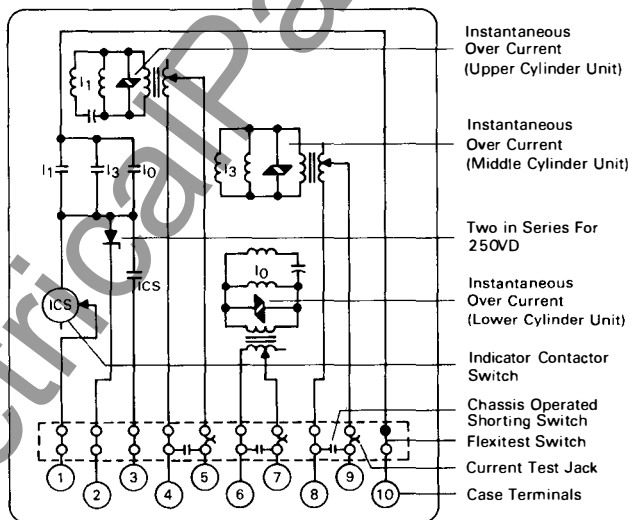 Instantaneous
Over Current
(Upper Cylinder Unit)
I1
I1
I3
I0
Instantaneous
Over Current
(Middle Cylinder Unit)
I3
Two in Series For
250VD
ICS
I0
Instantaneous
Over Current
(Lower Cylinder Unit)
ICS
Indicator Contactor
Switch
Chassis Operated
Shorting Switch
Flexitest Switch
Current Test Jack
Case Terminals
1 2 3 4 5 6 7 8 9 10